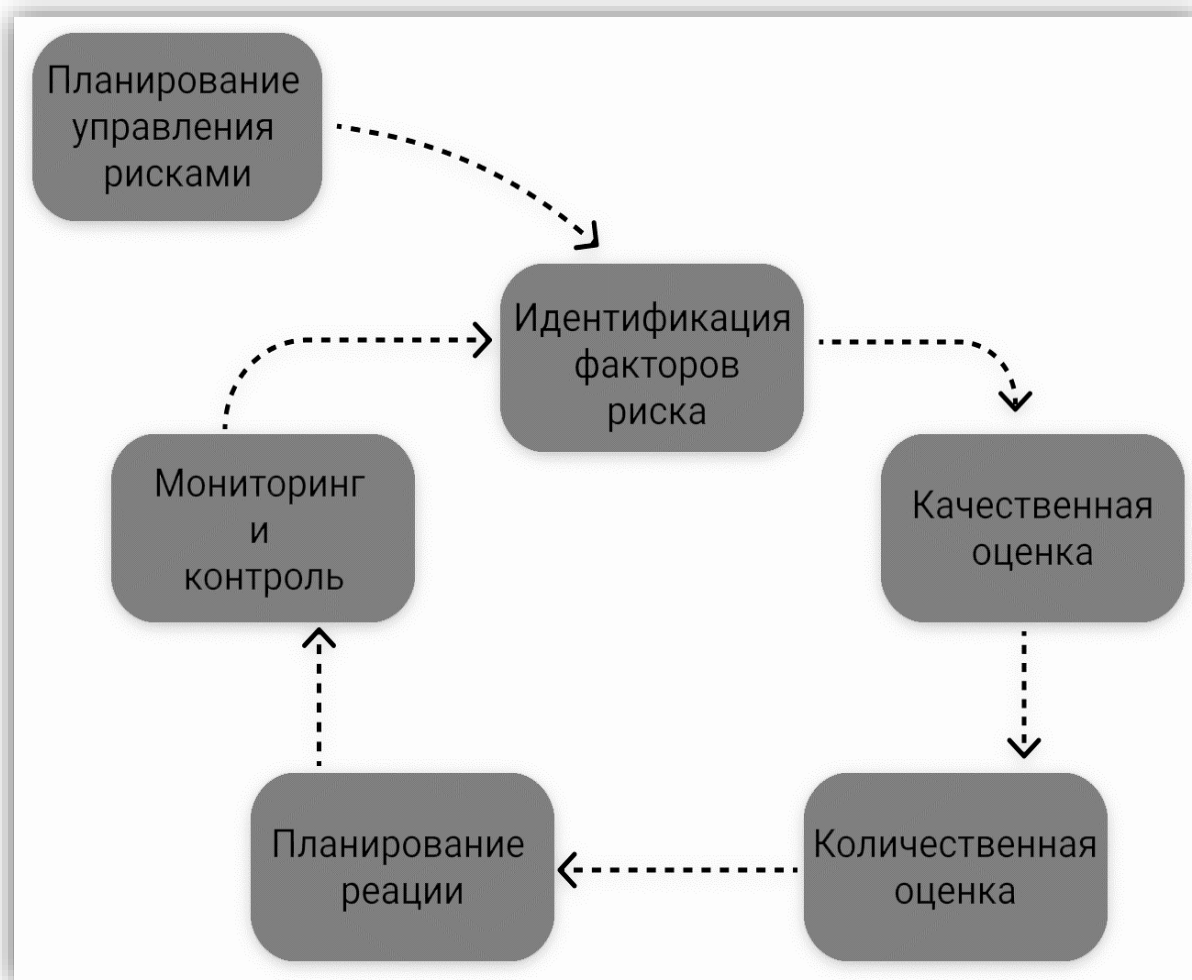 Планирование
управления
рисками
Идентификация
факторов
риска
Мониторинг
и
контроль
Качественная
оценка
Планирование
реации
Количественная
оценка